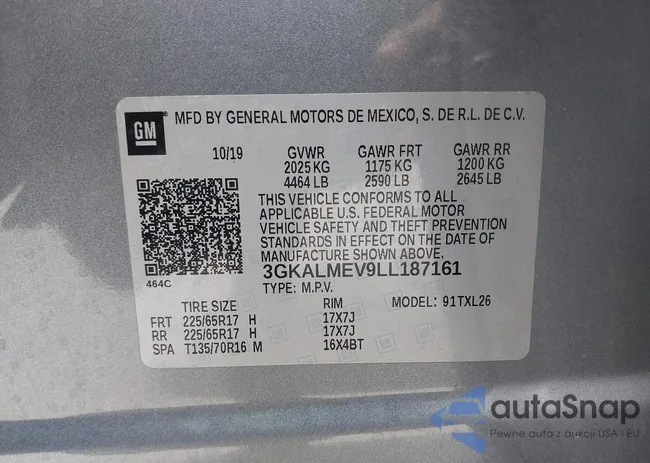 GM
MFD BY GENERAL MOTORS DE MEXICO, S. DE R.L. DE C.V.
10/19 GVWR GAWR FRT GAWR RR
2025 KG 1175 KG 1200 KG
4464 LB 2590 LB 2645 LB
THIS VEHICLE CONFORMS TO ALL
APPLICABLE U.S. FEDERAL MOTOR
VEHICLE SAFETY AND THEFT PREVENTION
STANDARDS IN EFFECT ON THE DATE
OF MANUFACTURE SHOWN ABOVE.
3GKALMEV9LL187161
464C
TYPE: M.P.V.
TIRE SIZE RIM MODEL: 91TXL26
FRT 225/65R17 H 17X7J
RR 225/65R17 H 17X7J
SPA T135/70R16 M 16X4BT
autaSnap
Pewne auta z aukcji USA i EU